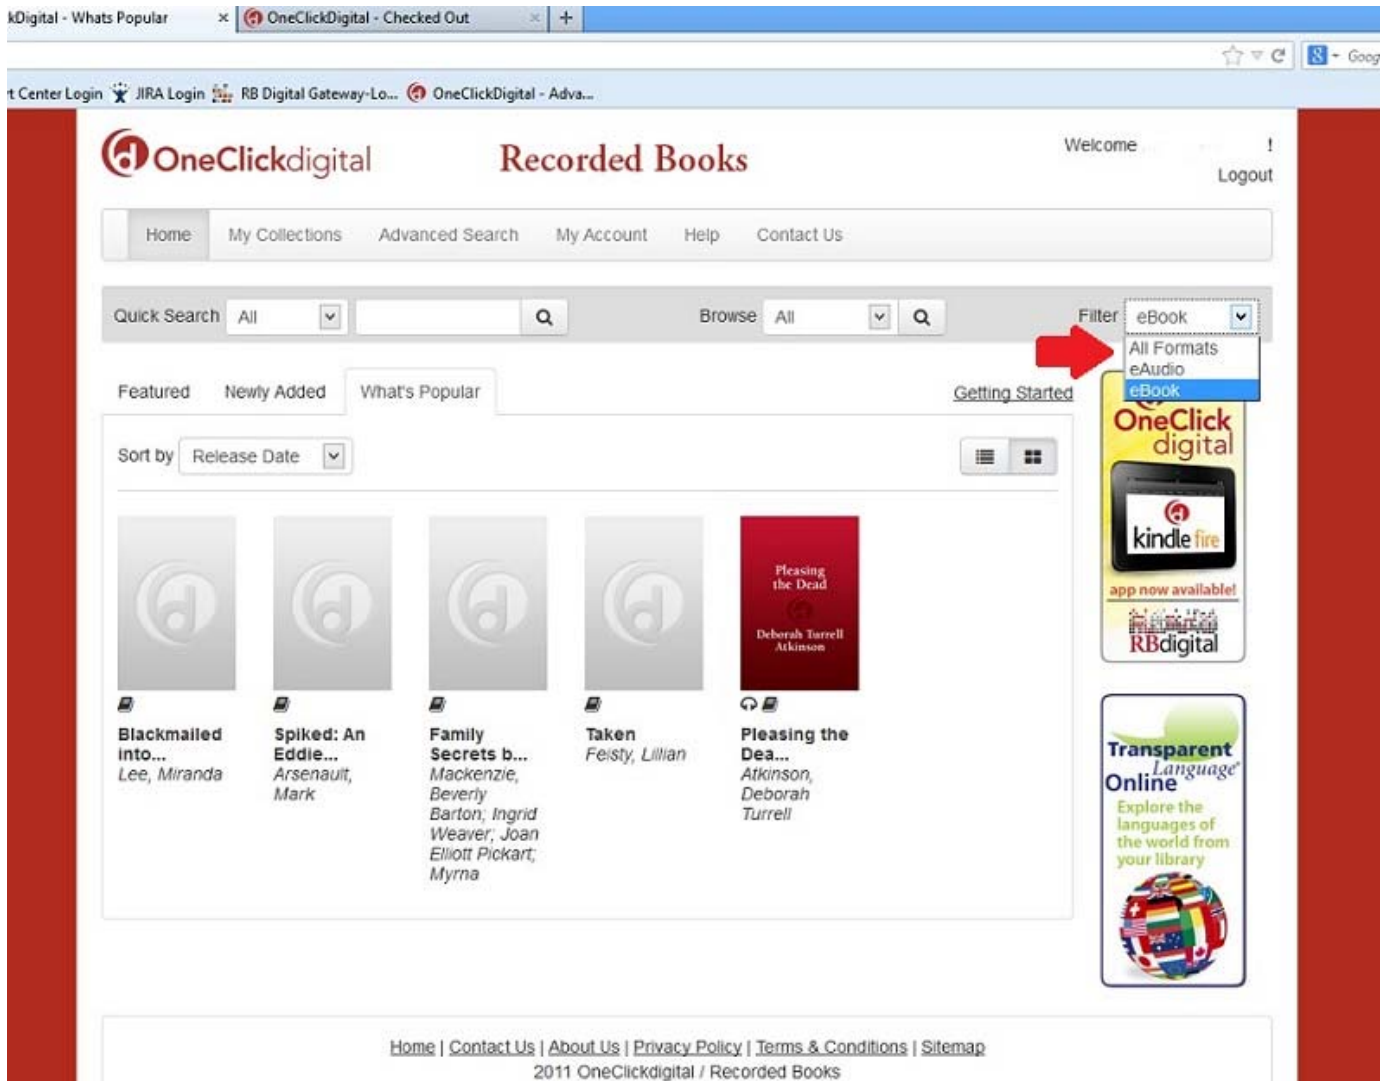 kDigital - Whats Popular × OneClickDigital - Checked Out × +
8 - Goog
t Center Login JIRA Login RB Digital Gateway-Lo... OneClickDigital - Adva...
OneClickdigital Recorded Books Welcome !
Logout
Home My Collections Advanced Search My Account Help Contact Us
Quick Search All Browse All Filter eBook
All Formats
eAudio
eBook
Featured Newly Added What's Popular Getting Started
Sort by Release Date
Pleasing
the Dead
Deborah Turrell
Atkinson
Blackmailed
into...
Lee, Miranda
Spiked: An
Eddie...
Arsenault,
Mark
Family
Secrets b...
Mackenzie,
Beverly
Barton; Ingrid
Weaver; Joan
Elliott Pickart;
Myrna
Taken
Feisty, Lillian
Pleasing the
Dea...
Atkinson,
Deborah
Turrell
OneClick
digital
kindle fire
app now available!
RBdigital
Transparent
Language®
Online
Explore the
languages of
the world from
your library
Home | Contact Us | About Us | Privacy Policy | Terms & Conditions | Sitemap
2011 OneClickdigital / Recorded Books